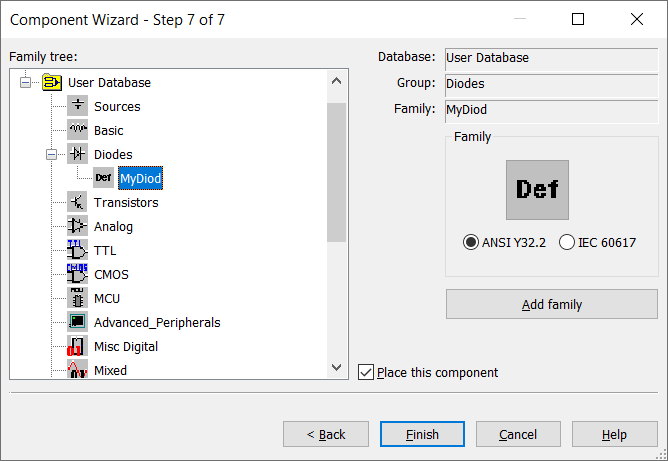 Component Wizard - Step 7 of 7
Family tree:
User Database
Sources
Basic
Diodes
Def MyDiod
Transistors
Analog
TTL
CMOS
MCU
Advanced_Peripherals
Misc Digital
Mixed
Database: User Database
Group: Diodes
Family: MyDiod
Family
Def
ANSI Y32.2 IEC 60617
Add family
Place this component
< Back Finish Cancel Help